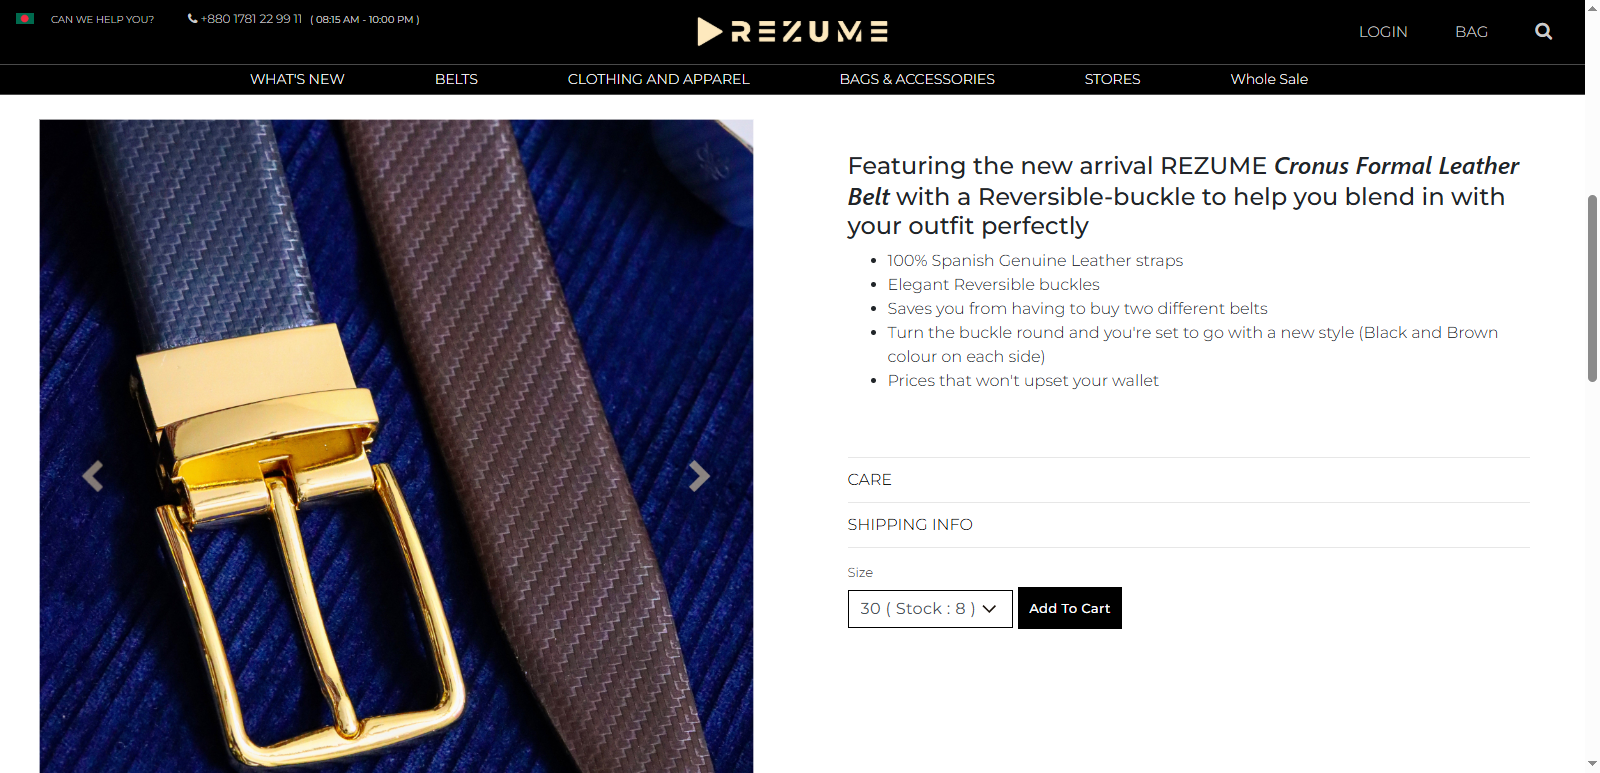 CAN WE HELP YOU?
+880 1781 22 99 11 ( 08:15 AM - 10:00 PM )
REZUME
LOGIN
BAG
WHAT'S NEW
BELTS
CLOTHING AND APPAREL
BAGS & ACCESSORIES
STORES
Whole Sale
Featuring the new arrival REZUME Cronus Formal Leather
Belt with a Reversible-buckle to help you blend in with
your outfit perfectly
100% Spanish Genuine Leather straps
Elegant Reversible buckles
Saves you from having to buy two different belts
Turn the buckle round and you're set to go with a new style (Black and Brown
colour on each side)
Prices that won't upset your wallet
CARE
SHIPPING INFO
Size
30 ( Stock : 8 )
Add To Cart